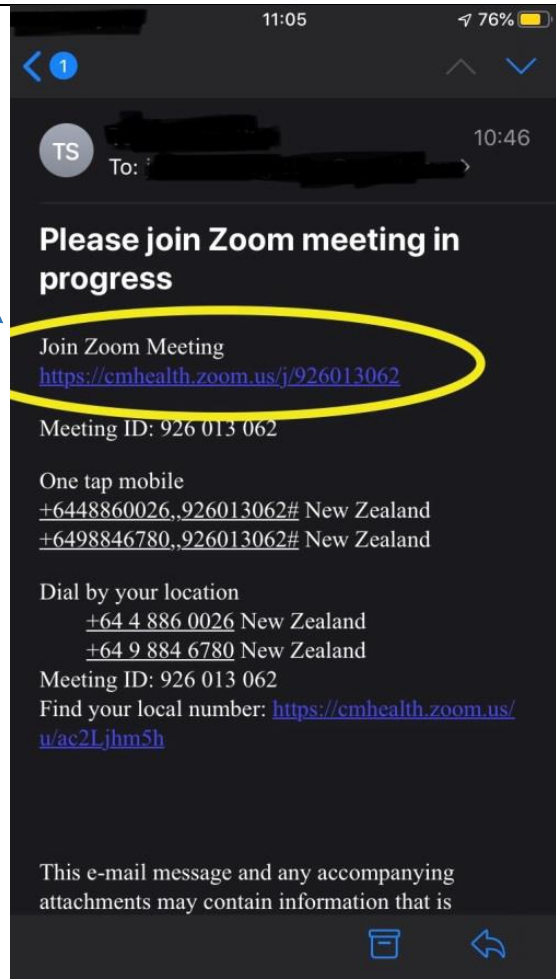 11:05
76%
1
TS
10:46
To:
Please join Zoom meeting in
progress
Join Zoom Meeting
https://cmhealth.zoom.us/j/926013062
Meeting ID: 926 013 062
One tap mobile
+6448860026,,926013062# New Zealand
+6498846780,,926013062# New Zealand
Dial by your location
+64 4 886 0026 New Zealand
+64 9 884 6780 New Zealand
Meeting ID: 926 013 062
Find your local number: https://cmhealth.zoom.us/
u/ac2Ljhm5h
This e-mail message and any accompanying
attachments may contain information that is